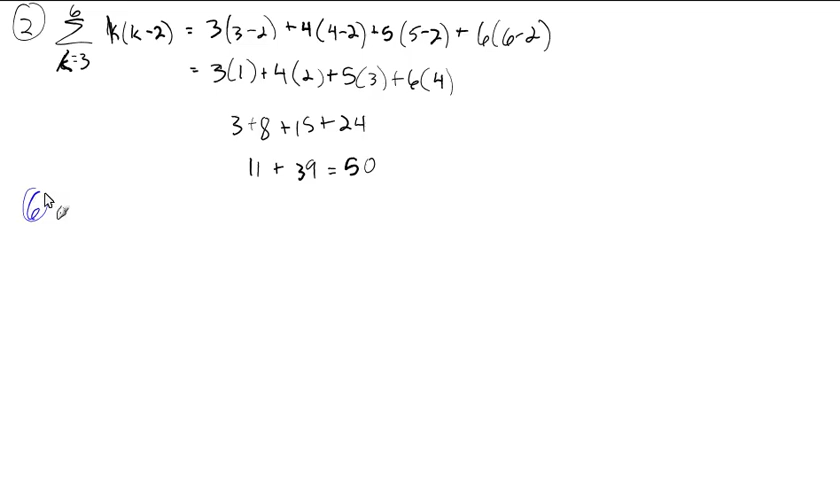 ② 6∑k=3 k(k-2) = 3(3-2) + 4(4-2) + 5(5-2) + 6(6-2)
= 3(1) + 4(2) + 5(3) + 6(4)
3 + 8 + 15 + 24
11 + 39 = 50
6